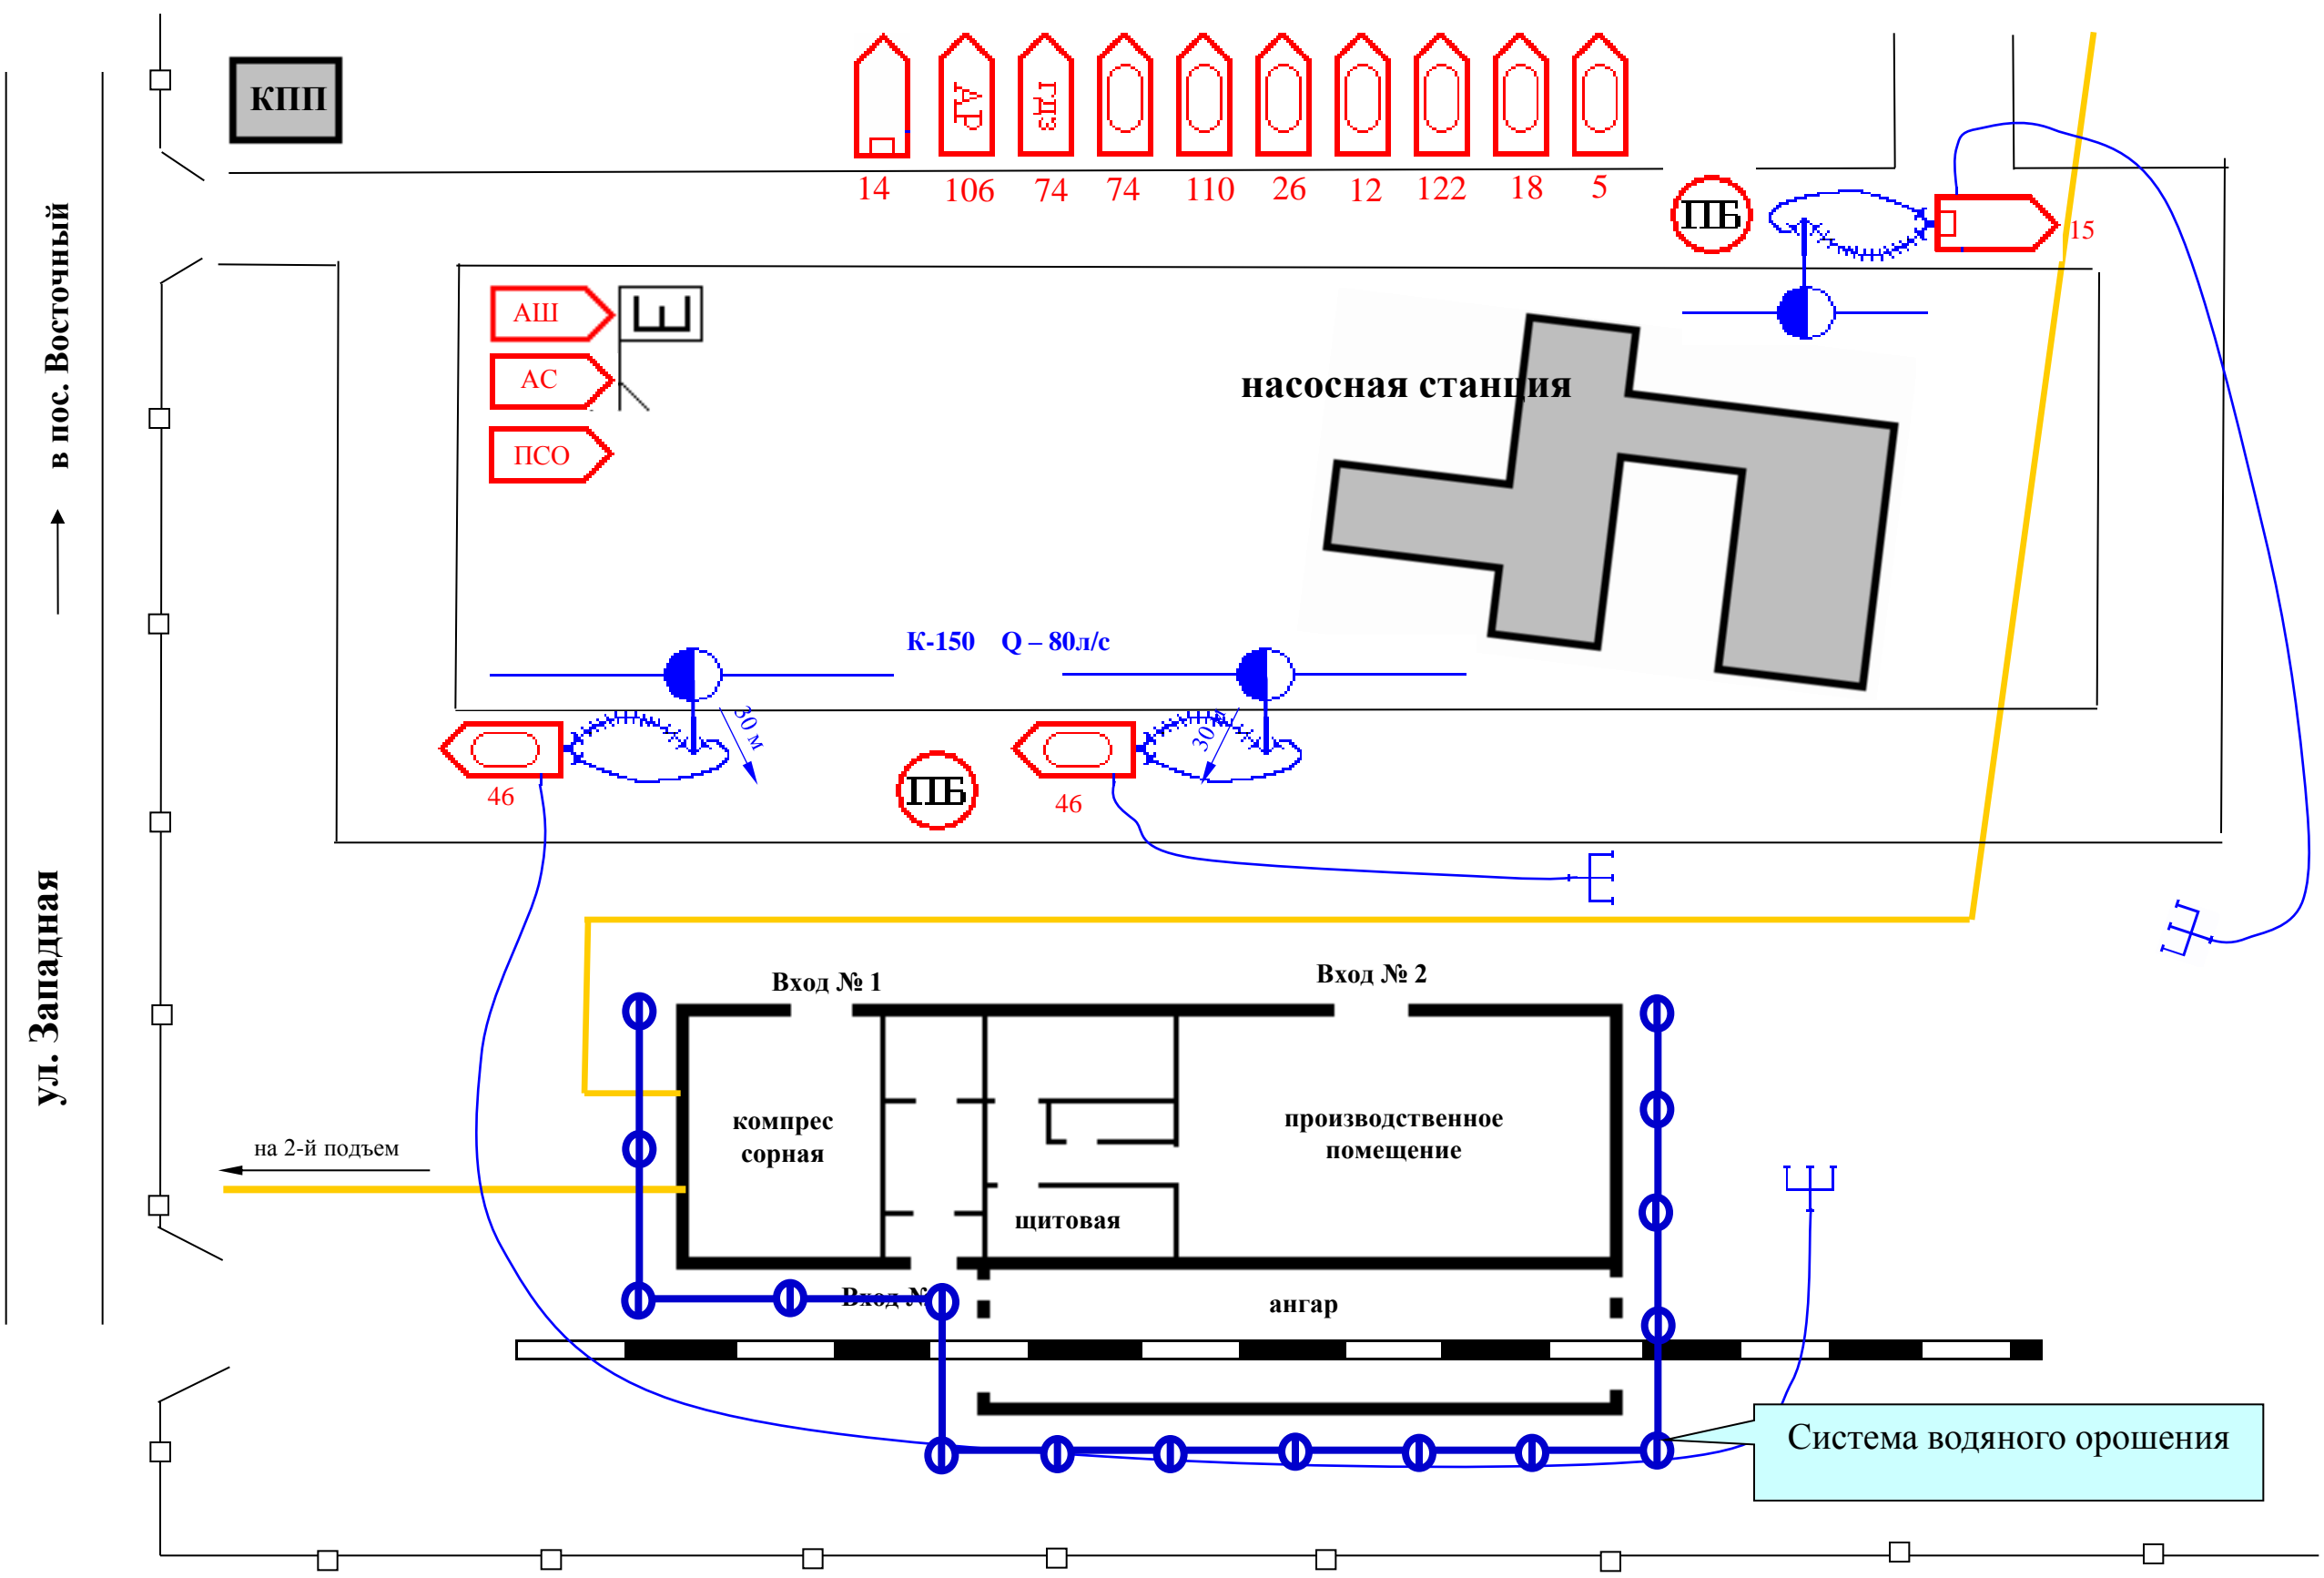 КПП
АР
ГДЗ
14
106
74
74
110
26
12
122
18
5
ПБ
15
в пос. Восточный
АШ
АС
ПСО
насосная станция
К-150 Q – 80л/с
30 м
30 м
46
ПБ
46
ул. Западная
Вход № 1
Вход № 2
компрес
сорная
производственное
помещение
на 2-й подъем
щитовая
Вход №
ангар
Система водяного орошения